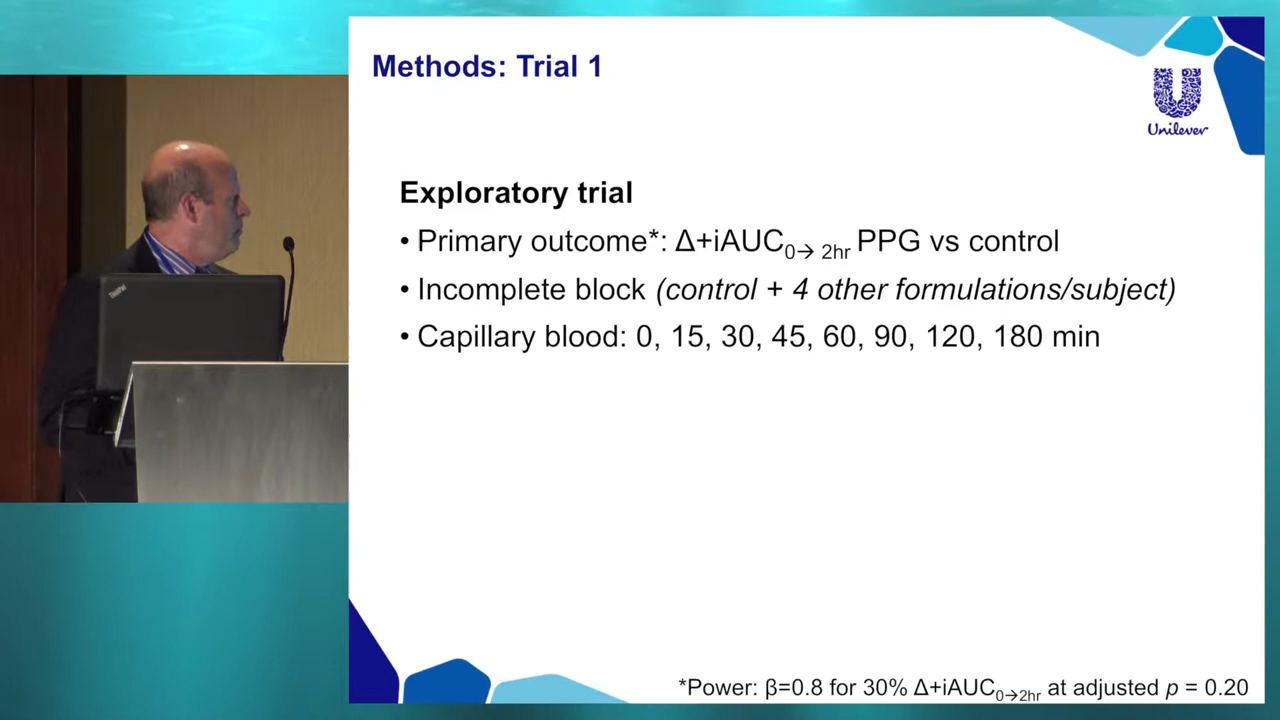 Methods: Trial 1
Unilever
Exploratory trial
• Primary outcome*: Δ+iAUC0→ 2hr PPG vs control
• Incomplete block (control + 4 other formulations/subject)
• Capillary blood: 0, 15, 30, 45, 60, 90, 120, 180 min
ThinkPad
*Power: β=0.8 for 30% Δ+iAUC0→2hr at adjusted p = 0.20